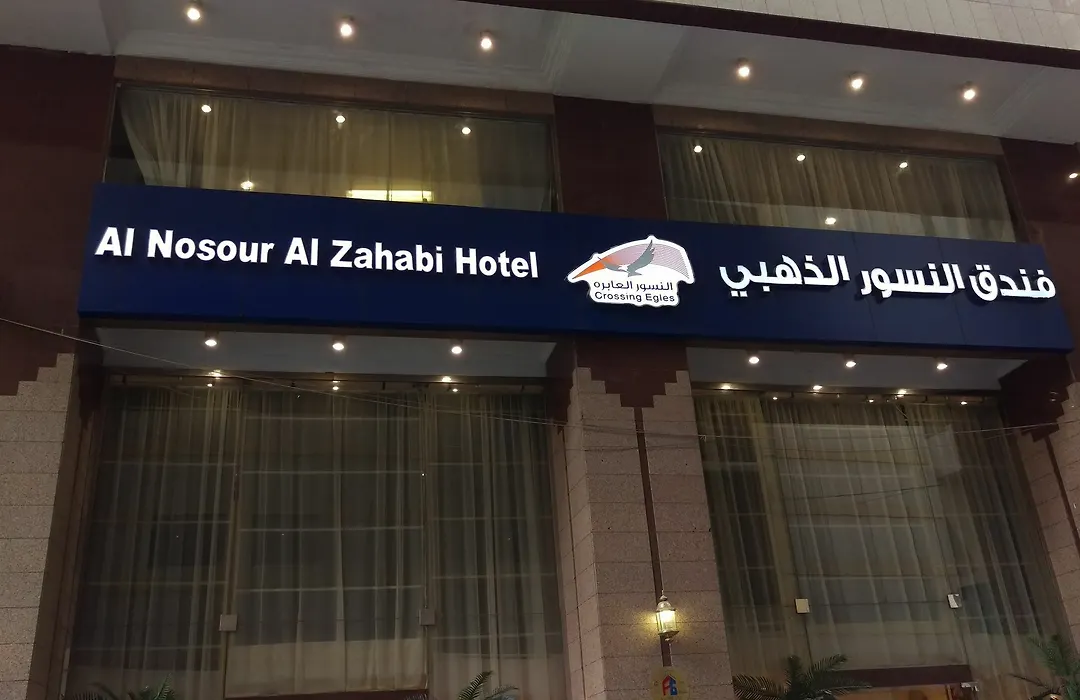 Al Nosour Al Zahabi Hotel
النسور العابره
Crossing Egles
فندق النسور الذهبي